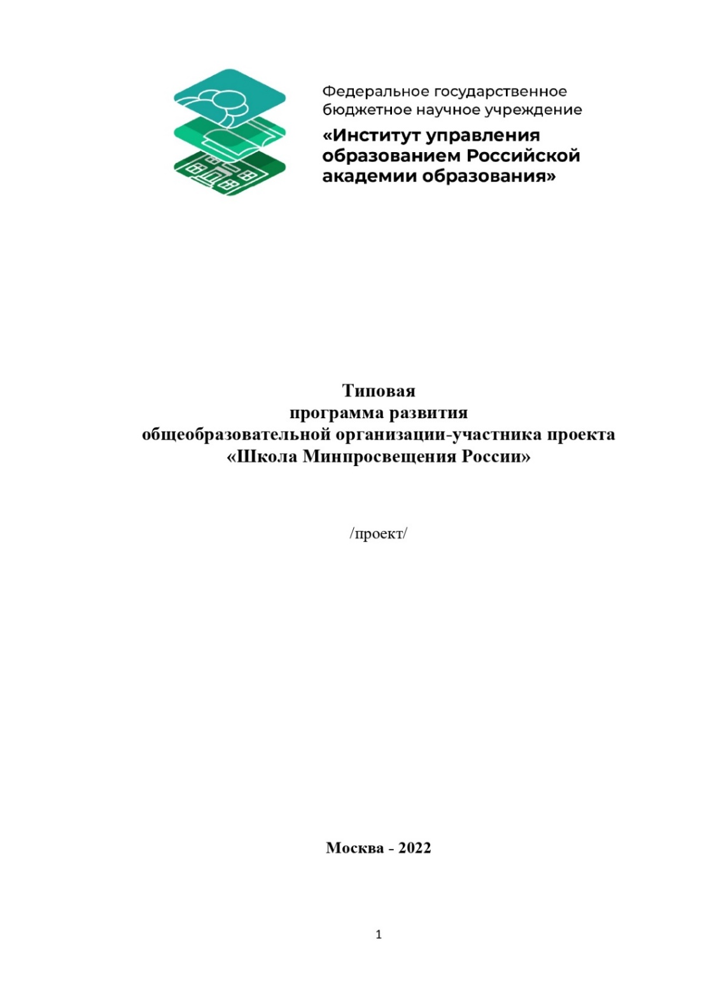 Федеральное государственное
бюджетное научное учреждение
«Институт управления
образованием Российской
академии образования»
Типовая
программа развития
общеобразовательной организации-участника проекта
«Школа Минпросвещения России»
/проект/
Москва - 2022
1